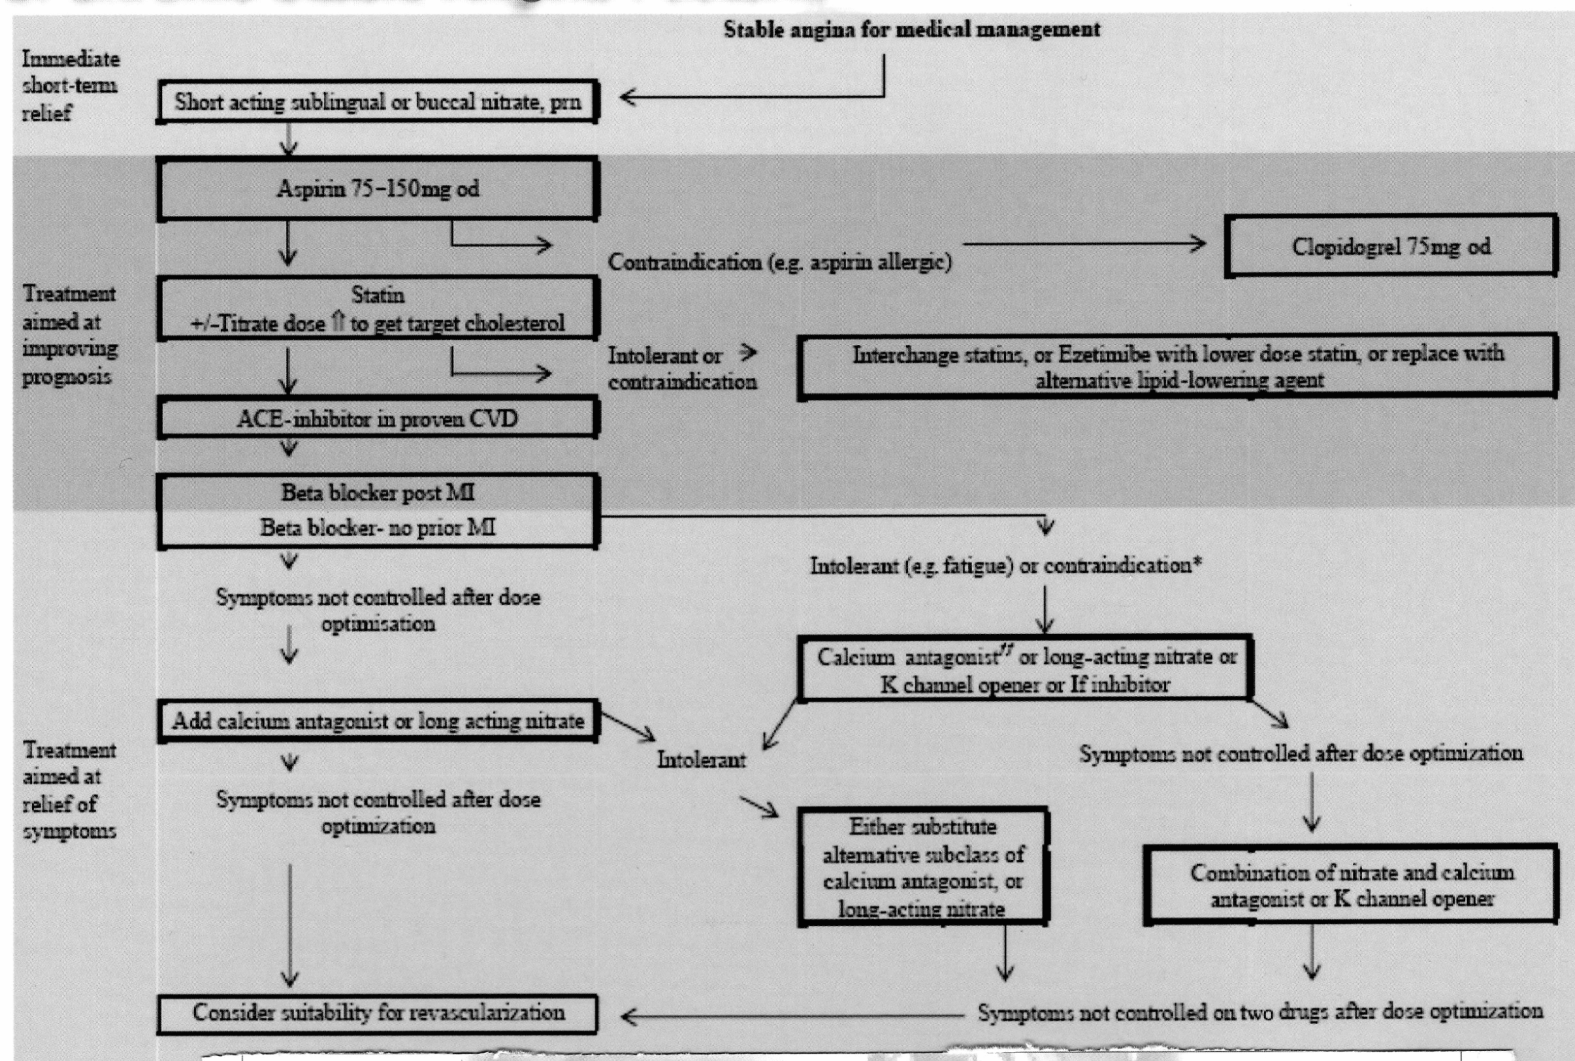 Stable angina for medical management
Immediate
short-term
relief
Short acting sublingual or buccal nitrate, prn
Aspirin 75-150mg od
Contraindication (e.g. aspirin allergic)
Clopidogrel 75mg od
Treatment
aimed at
improving
prognosis
Statin
+/-Titrate dose ⇑ to get target cholesterol
Intolerant or
contraindication
Interchange statins, or Ezetimibe with lower dose statin, or replace with
alternative lipid-lowering agent
ACE-inhibitor in proven CVD
Beta blocker post MI
Beta blocker- no prior MI
Intolerant (e.g. fatigue) or contraindication*
Symptoms not controlled after dose
optimisation
Calcium antagonist or long-acting nitrate or
K channel opener or If inhibitor
Add calcium antagonist or long acting nitrate
Treatment
aimed at
relief of
symptoms
Intolerant
Symptoms not controlled after dose optimization
Symptoms not controlled after dose
optimization
Either substitute
alternative subclass of
calcium antagonist, or
long-acting nitrate
Combination of nitrate and calcium
antagonist or K channel opener
Consider suitability for revascularization
Symptoms not controlled on two drugs after dose optimization